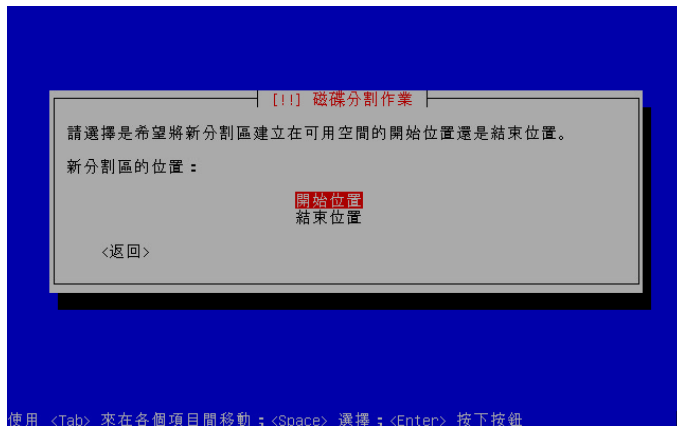 [!!] 磁碟分割作業
請選擇是希望將新分割區建立在可用空間的開始位置還是結束位置。
新分割區的位置：
開始位置
結束位置
<返回>
使用 <Tab> 來在各個項目間移動；<Space> 選擇；<Enter> 按下按鈕